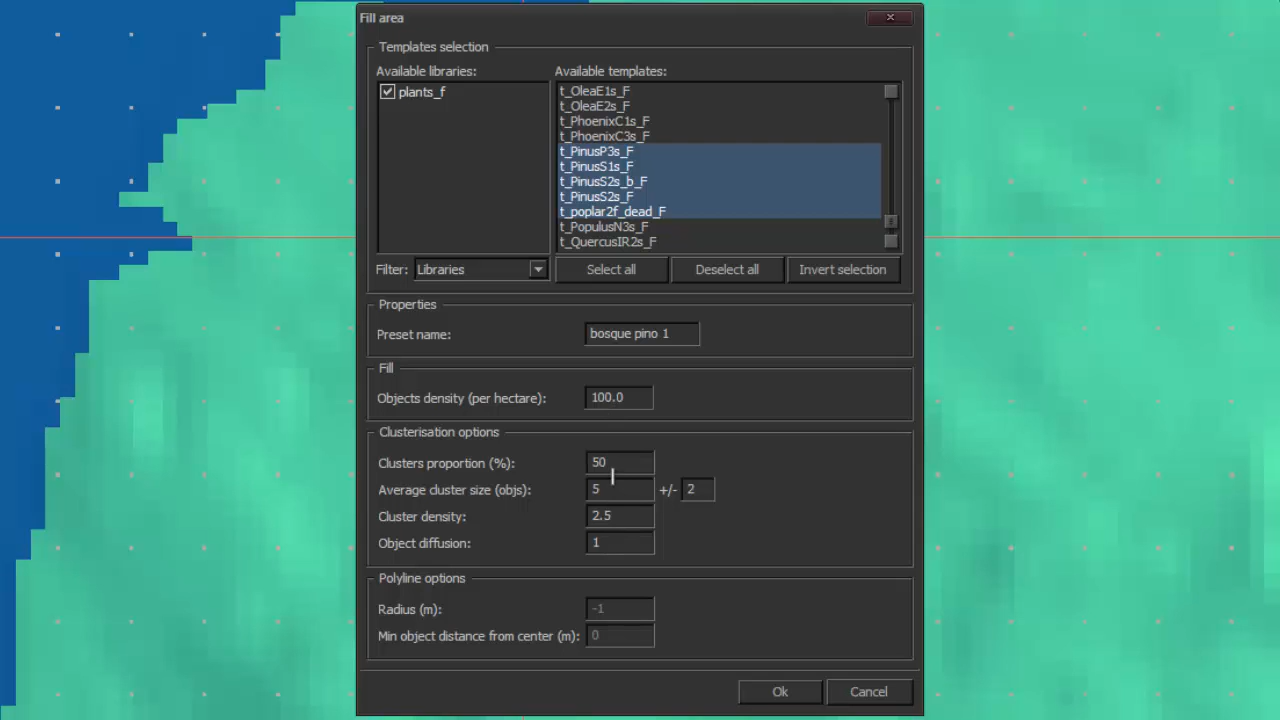 Fill area
Templates selection
Available libraries:
Available templates:
plants_f
t_OleaE1s_F
t_OleaE2s_F
t_PhoenixC1s_F
t_PhoenixC3s_F
t_PinusP3s_F
t_PinusS1s_F
t_PinusS2s_b_F
t_PinusS2s_F
t_poplar2f_dead_F
t_PopulusN3s_F
t_QuercusIR2s_F
Filter: Libraries
Select all
Deselect all
Invert selection
Properties
Preset name: bosque pino 1
Fill
Objects density (per hectare): 100.0
Clusterisation options
Clusters proportion (%): 50
Average cluster size (objs): 5 +/- 2
Cluster density: 2.5
Object diffusion: 1
Polyline options
Radius (m): -1
Min object distance from center (m): 0
Ok
Cancel